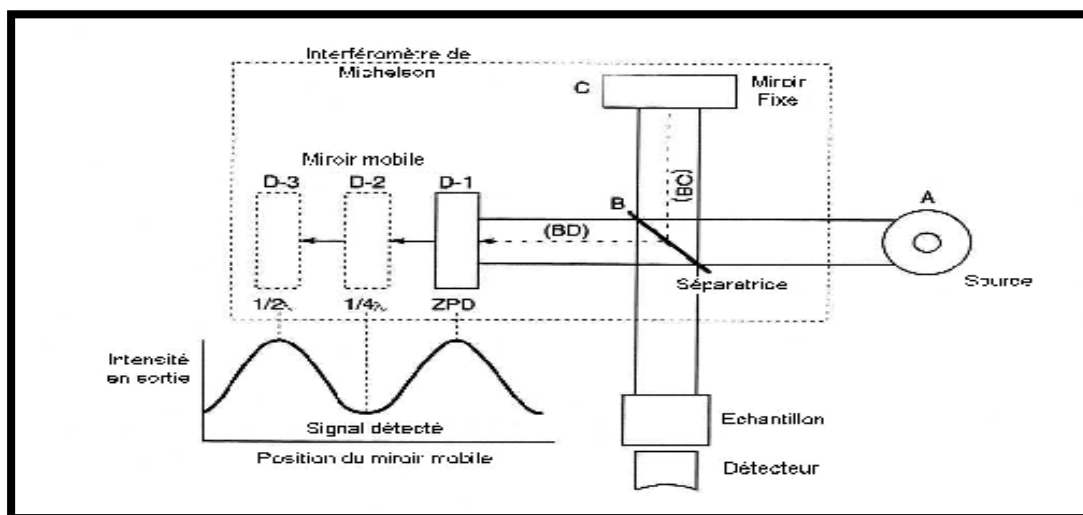 Interféromètre de
Michelson
C
Miroir
Fixe
Miroir mobile
D-3 D-2 D-1
(BC)
B
A
(BD)
Séparatrice
Source
1/2λ 1/4λ ZPD
Intensité
en sortie
Signal détecté
Position du miroir mobile
Echantillon
Détecteur